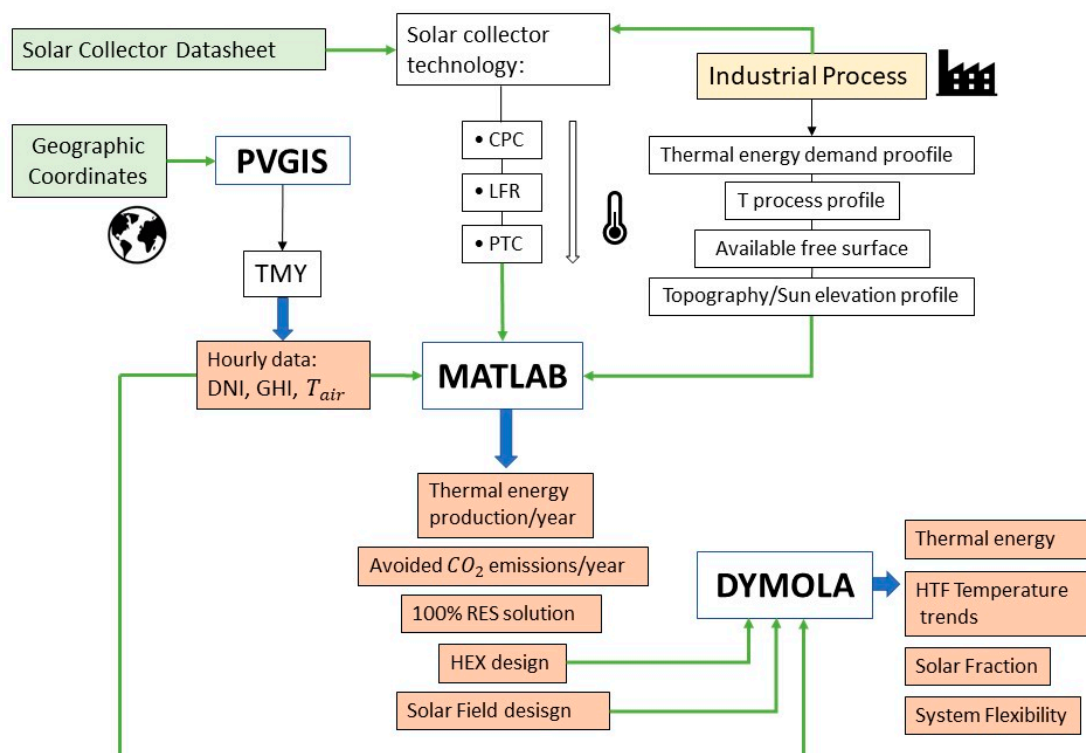 Solar Collector Datasheet
Solar collector
technology:
Industrial Process
Geographic
Coordinates
PVGIS
• CPC
• LFR
• PTC
Thermal energy demand proofile
T process profile
Available free surface
Topography/Sun elevation profile
TMY
Hourly data:
DNI, GHI, T_air
MATLAB
Thermal energy
production/year
Avoided CO₂ emissions/year
100% RES solution
HEX design
Solar Field desisgn
DYMOLA
Thermal energy
HTF Temperature
trends
Solar Fraction
System Flexibility